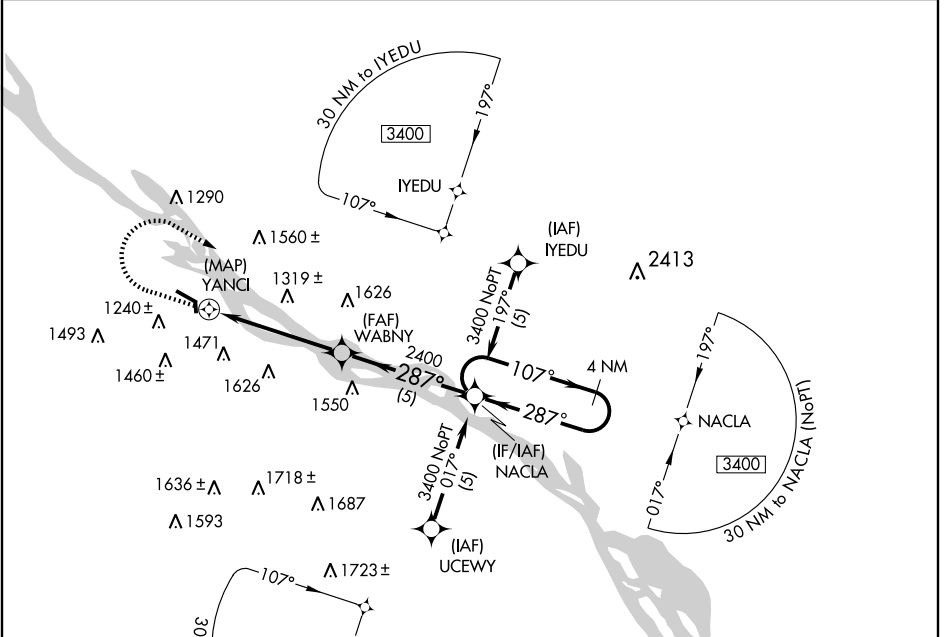 30 NM to IYEDU
197°
3400
IYEDU
107°
1290
1560 ±
(MAP)
YANCI
1319 ±
1626
(IAF)
IYEDU
2413
3400 NoPT
197°
(5)
1240 ±
1493
1471
1460 ±
1626
(FAF)
WABNY
2400
287°
(5)
1550
107°
4 NM
287°
(IF/IAF)
NACLA
197°
NACLA
3400
017°
30 NM to NACLA (NoPT)
3400 NoPT
017°
(5)
1636 ±
1718 ±
1687
1593
(IAF)
UCEWY
1723 ±
107°
30